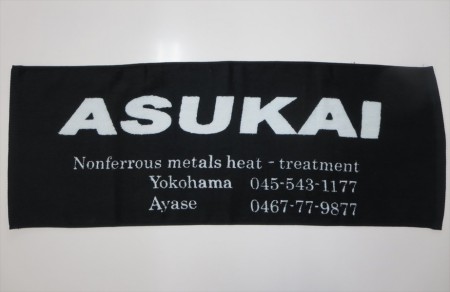 ASUKAI
Nonferrous metals heat - treatment
Yokohama 045-543-1177
Ayase 0467-77-9877